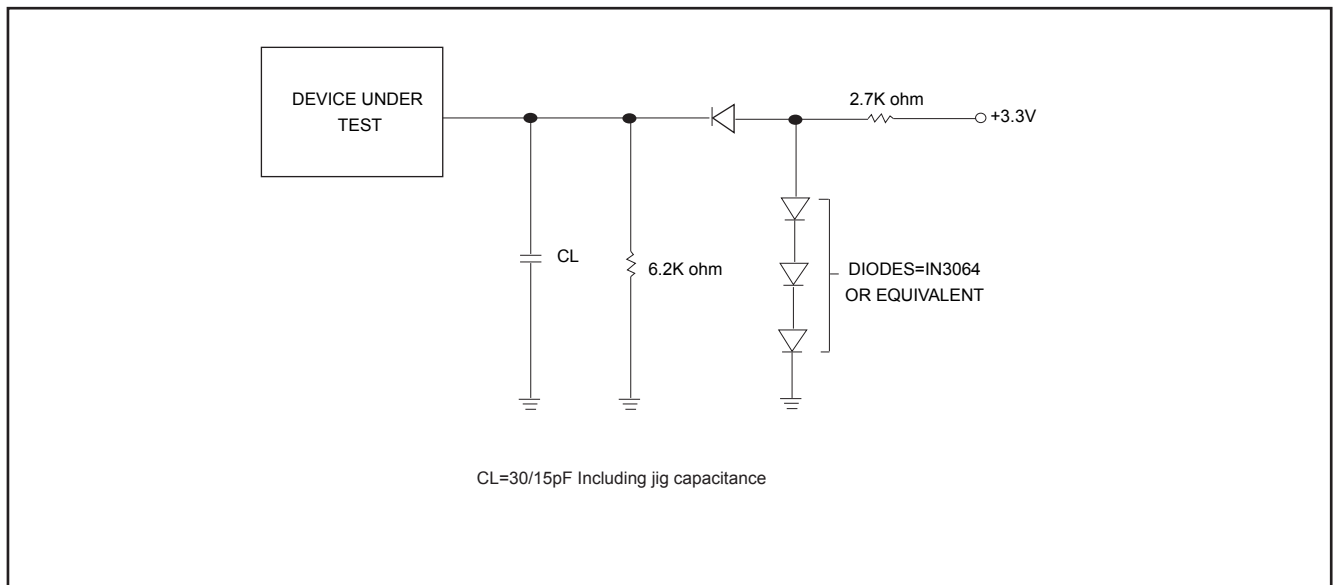 DEVICE UNDER
TEST
2.7K ohm
+3.3V
CL
6.2K ohm
DIODES=IN3064
OR EQUIVALENT
CL=30/15pF Including jig capacitance